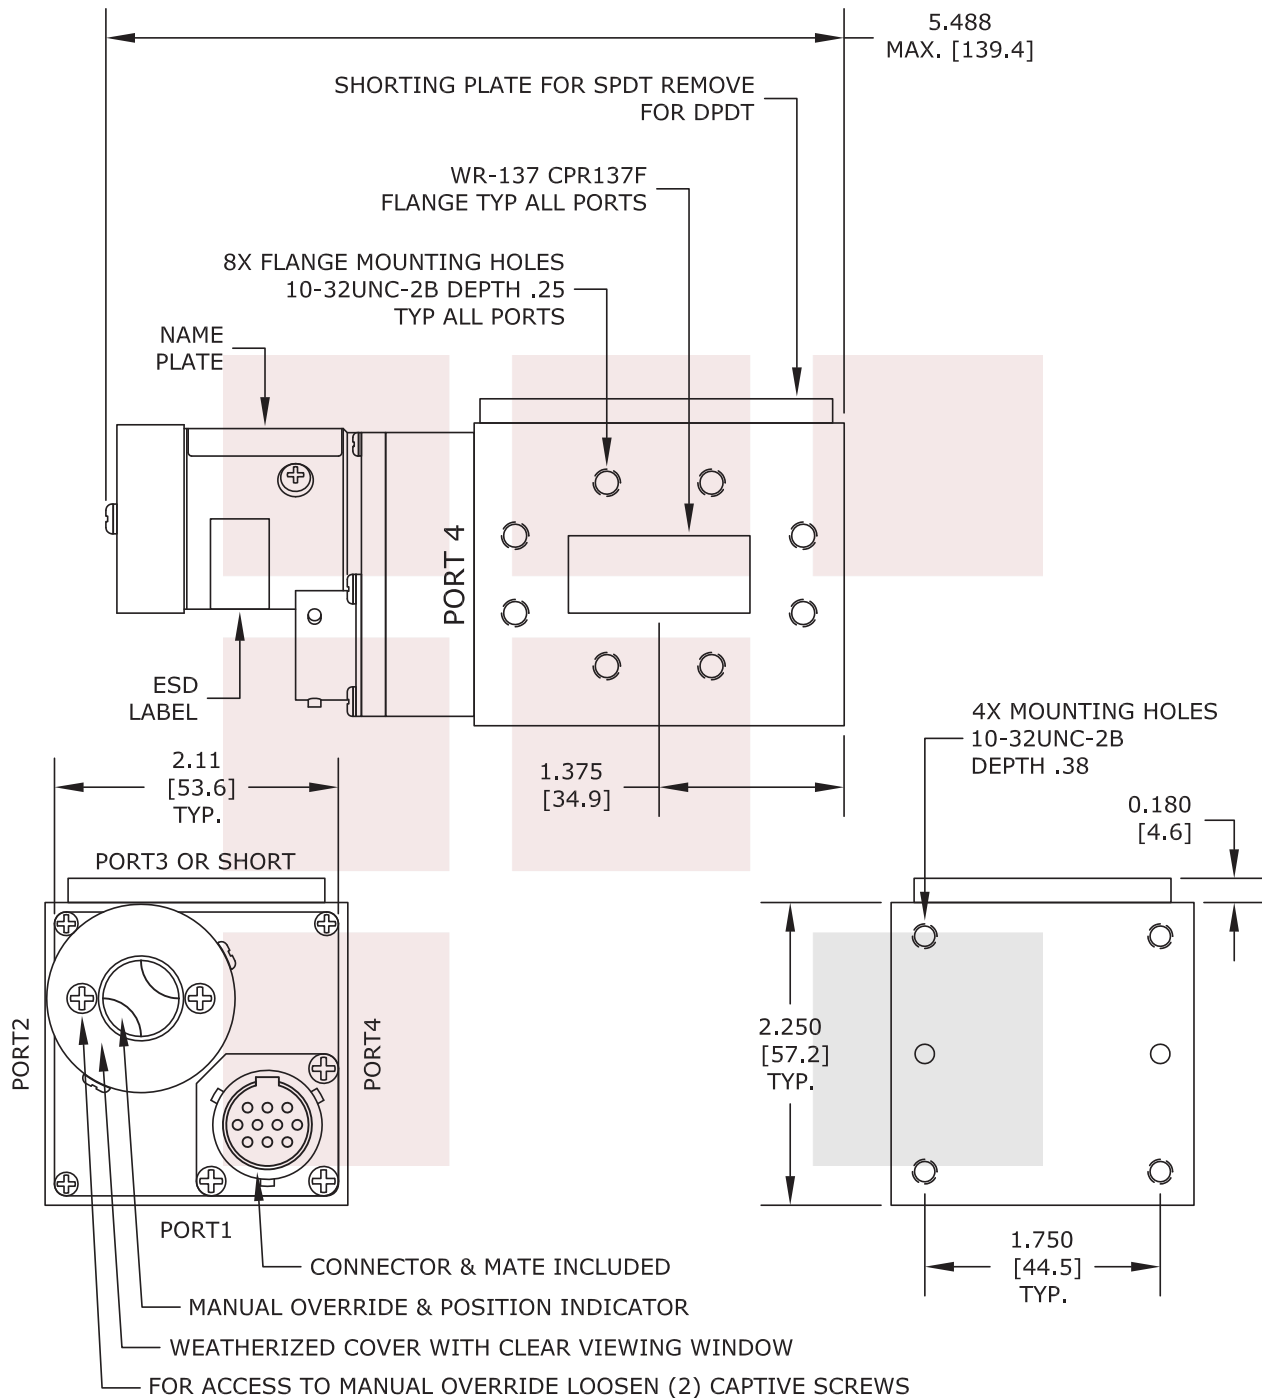 5.488
MAX. [139.4]
SHORTING PLATE FOR SPDT REMOVE
FOR DPDT
WR-137 CPR137F
FLANGE TYP ALL PORTS
8X FLANGE MOUNTING HOLES
10-32UNC-2B DEPTH .25
TYP ALL PORTS
NAME
PLATE
PORT 4
ESD
LABEL
4X MOUNTING HOLES
10-32UNC-2B
DEPTH .38
2.11
[53.6]
TYP.
1.375
[34.9]
0.180
[4.6]
PORT3 OR SHORT
PORT2
PORT4
2.250
[57.2]
TYP.
PORT1
1.750
[44.5]
TYP.
CONNECTOR & MATE INCLUDED
MANUAL OVERRIDE & POSITION INDICATOR
WEATHERIZED COVER WITH CLEAR VIEWING WINDOW
FOR ACCESS TO MANUAL OVERRIDE LOOSEN (2) CAPTIVE SCREWS